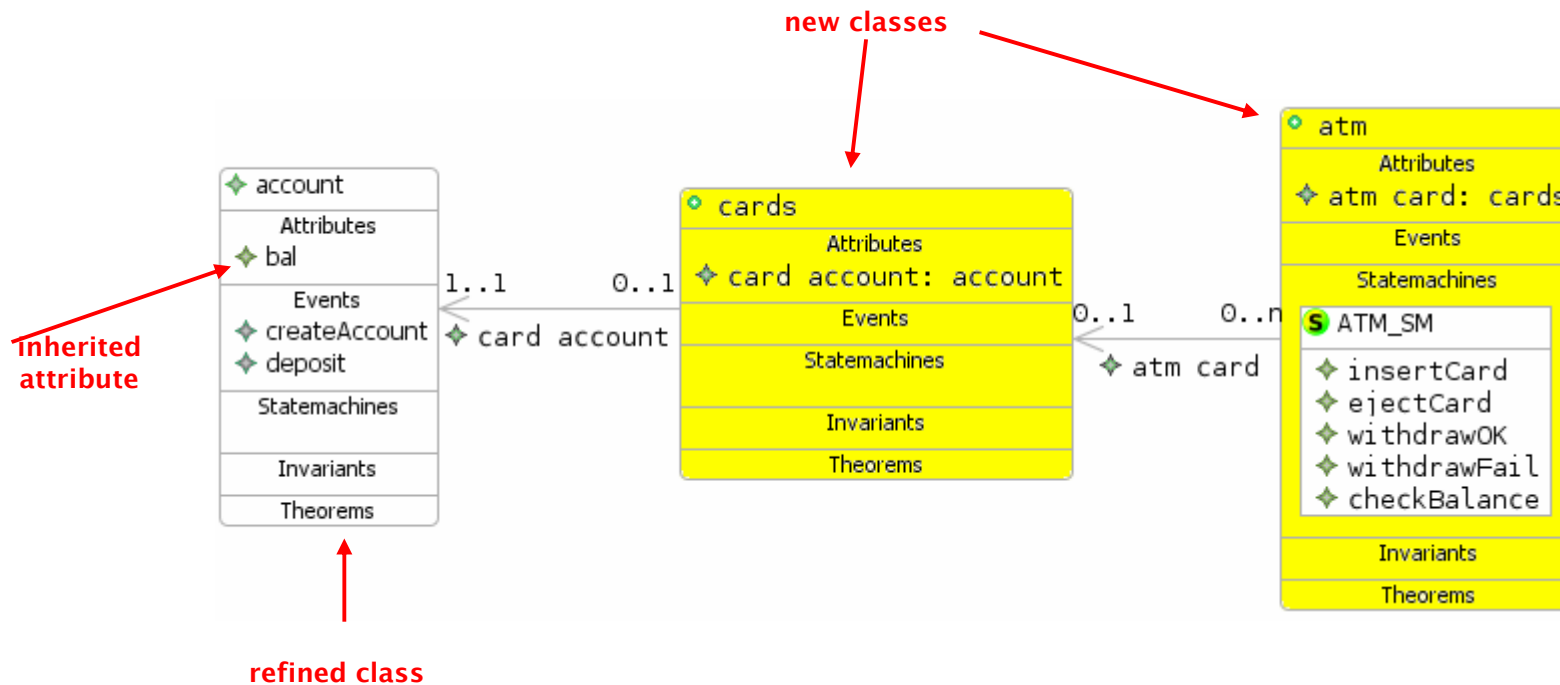 new classes
account
Attributes
bal
Events
createAccount
deposit
Statemachines
Invariants
Theorems
inherited
attribute
refined class
1..1
0..1
card account
cards
Attributes
card account: account
Events
Statemachines
Invariants
Theorems
0..1
0..n
atm card
atm
Attributes
atm card: cards
Events
Statemachines
S ATM_SM
insertCard
ejectCard
withdrawOK
withdrawFail
checkBalance
Invariants
Theorems